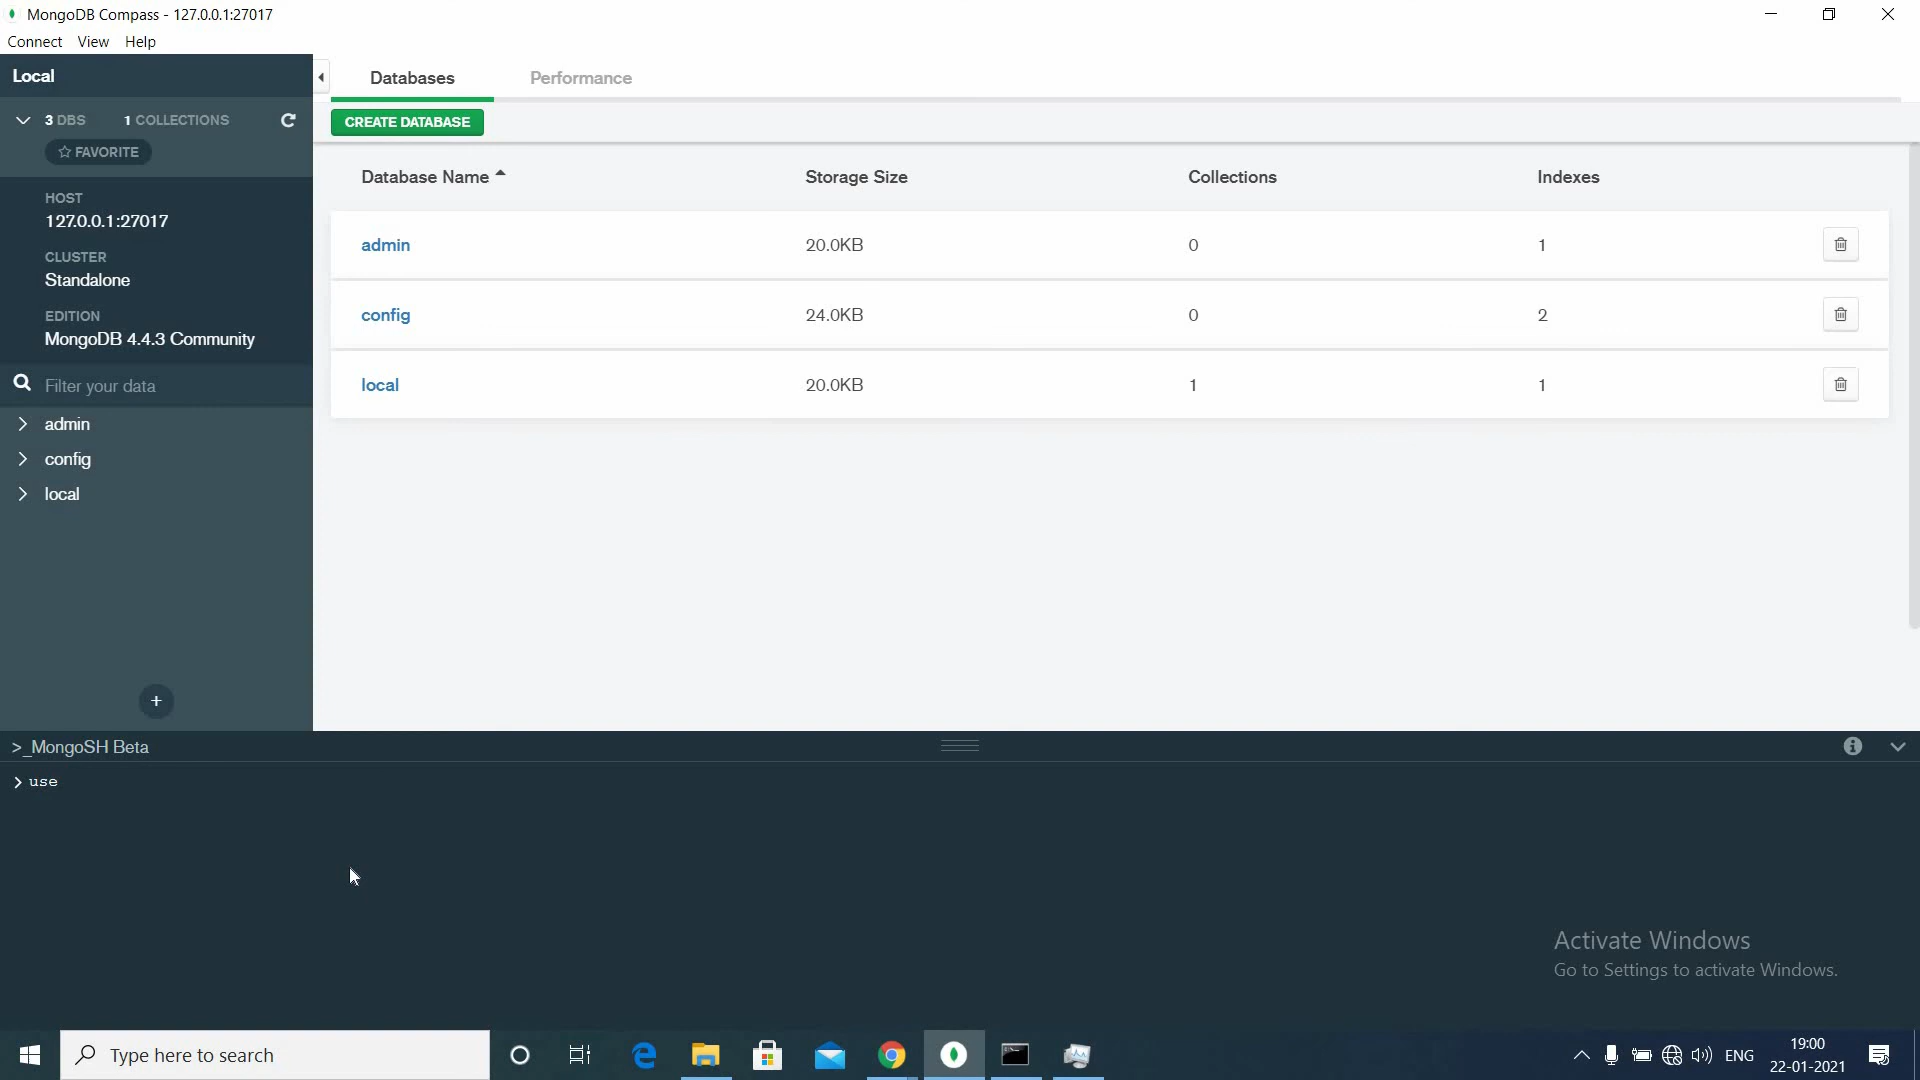 MongoDB Compass - 127.0.0.1:27017
Connect View Help
Local
Databases Performance
3 DBS 1 COLLECTIONS
FAVORITE
CREATE DATABASE
HOST
127.0.0.1:27017
CLUSTER
Standalone
EDITION
MongoDB 4.4.3 Community
Filter your data
admin
config
local
+
Database Name Storage Size Collections Indexes
admin 20.0KB 0 1
config 24.0KB 0 2
local 20.0KB 1 1
>_MongoSH Beta
> use
Activate Windows
Go to Settings to activate Windows.
Type here to search
ENG
19:00
22-01-2021